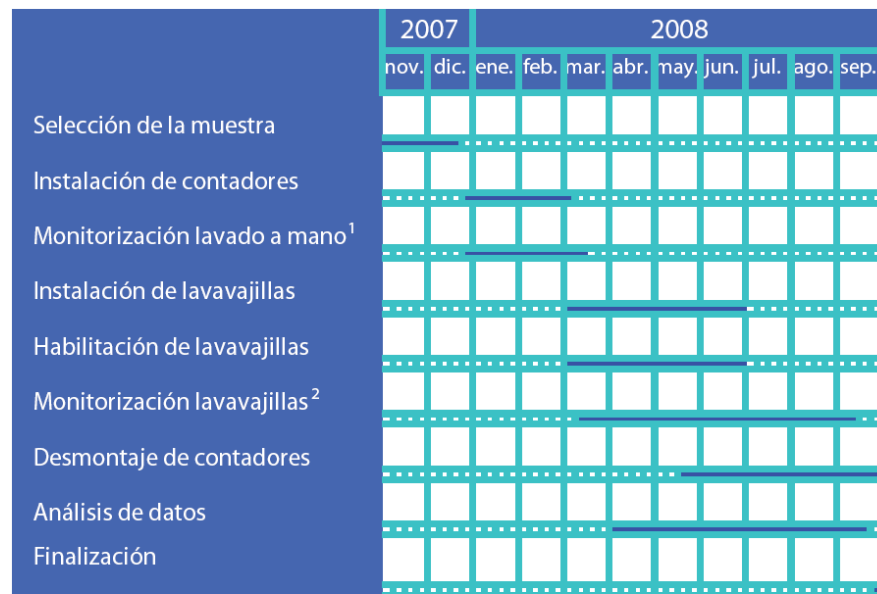 2007 2008
nov. dic. ene. feb. mar. abr. may. jun. jul. ago. sep.
Selección de la muestra
Instalación de contadores
Monitorización lavado a mano¹
Instalación de lavavajillas
Habilitación de lavavajillas
Monitorización lavavajillas²
Desmontaje de contadores
Análisis de datos
Finalización